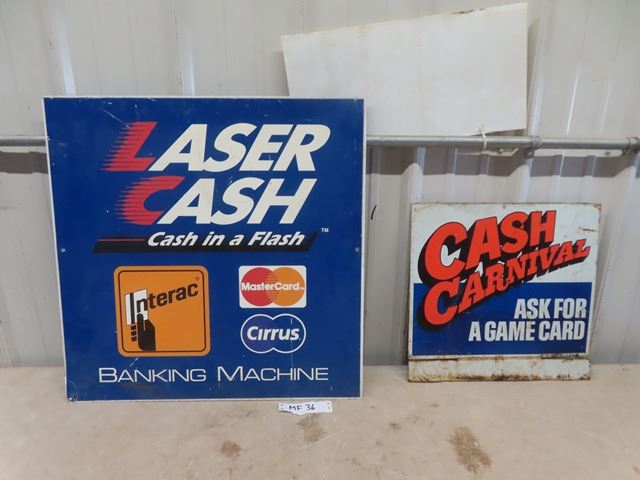 LASER
CASH
Cash in a Flash
TM
Interac
MasterCard
Cirrus
BANKING MACHINE
MF 36
CASH
CARNIVAL
ASK FOR
A GAME CARD